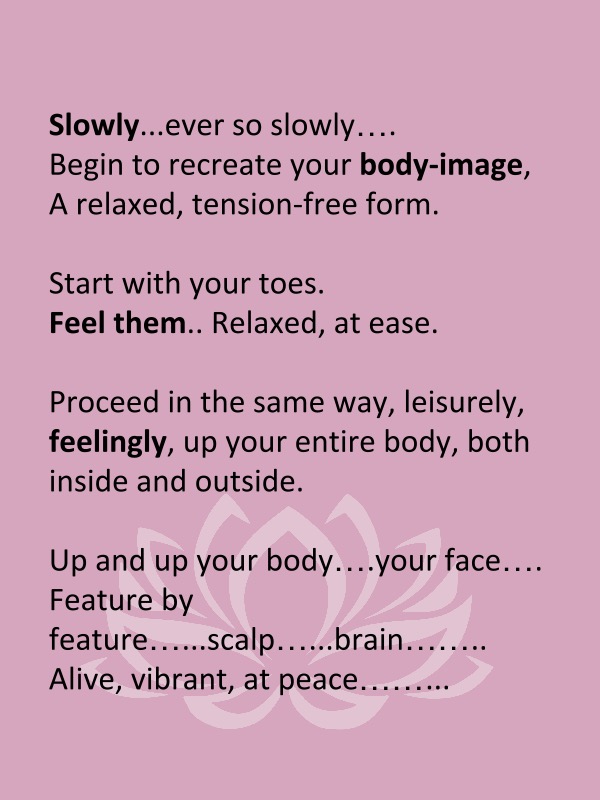 Slowly...ever so slowly….
Begin to recreate your body-image,
A relaxed, tension-free form.
Start with your toes.
Feel them.. Relaxed, at ease.
Proceed in the same way, leisurely,
feelingly, up your entire body, both
inside and outside.
Up and up your body….your face….
Feature by
feature…...scalp…...brain……..
Alive, vibrant, at peace……...